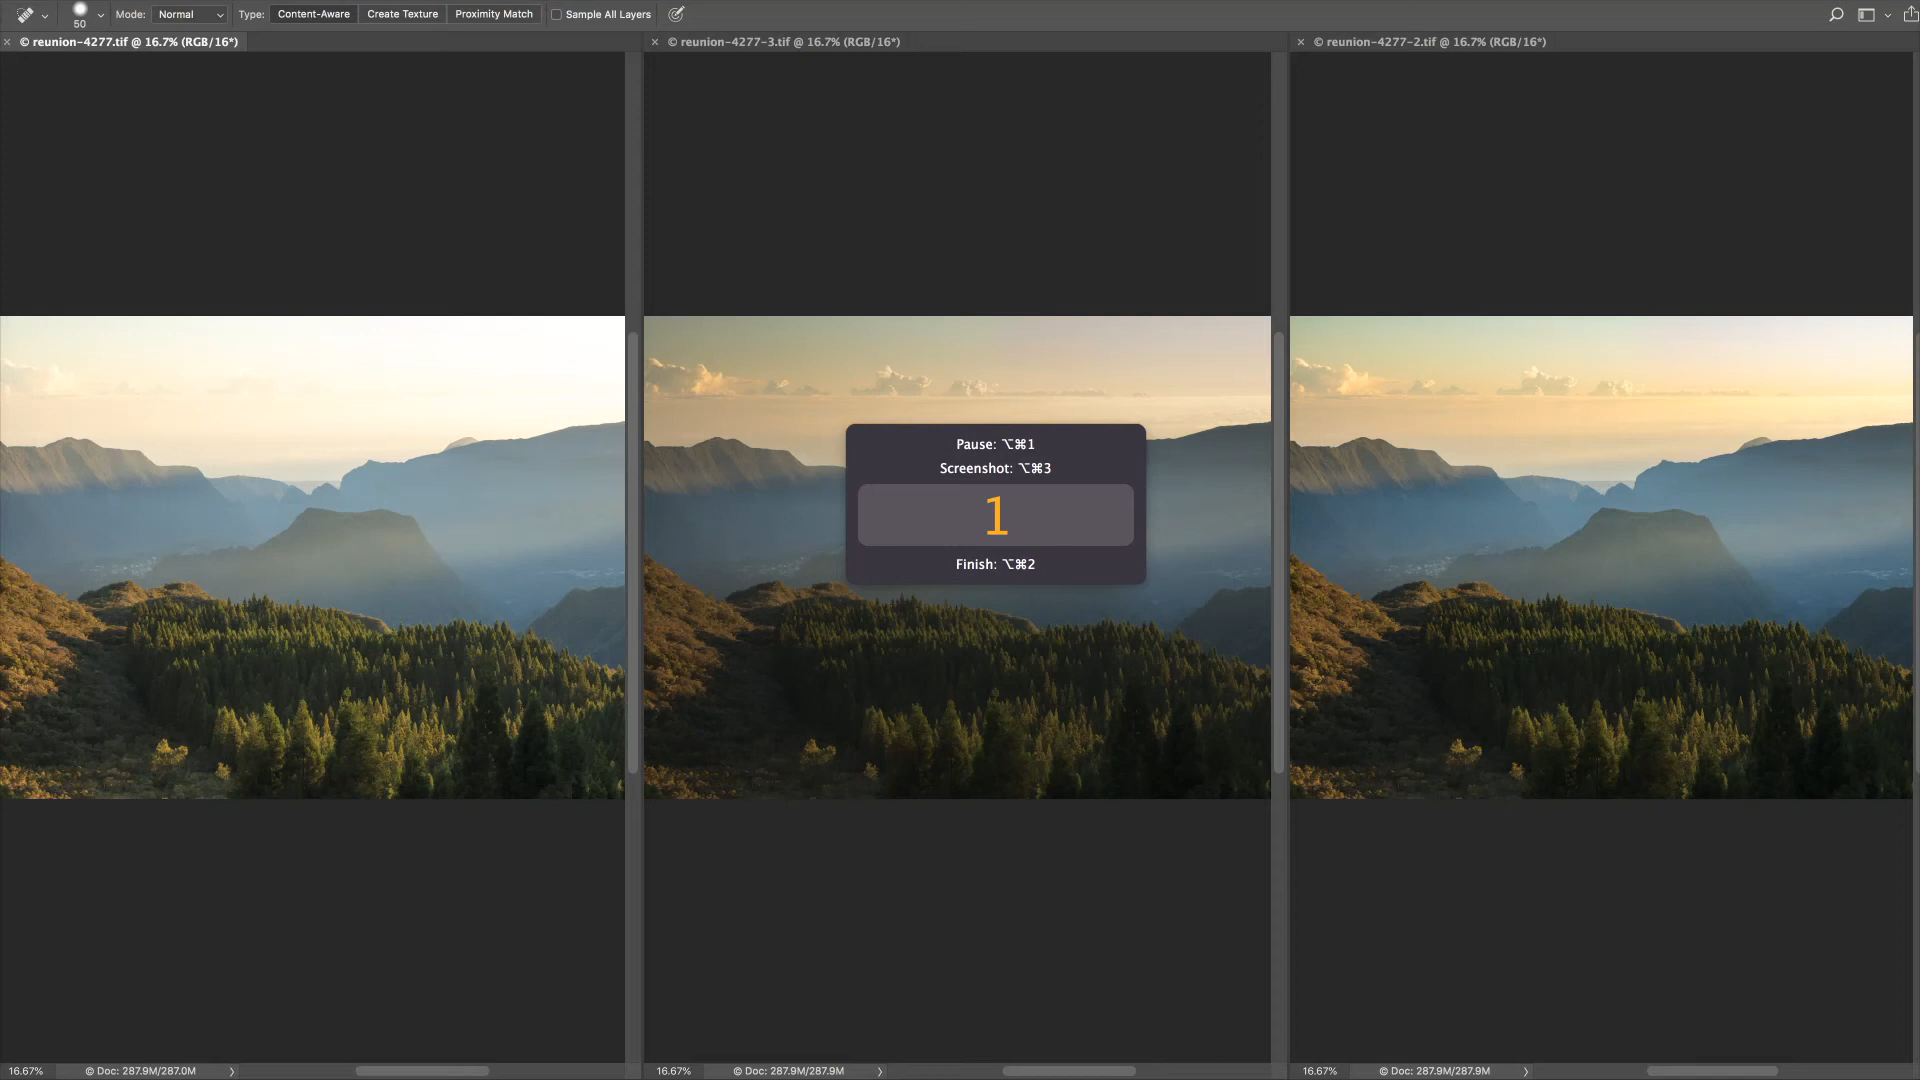 50
Mode: Normal
Type: Content-Aware Create Texture Proximity Match
Sample All Layers
× © reunion-4277.tif @ 16.7% (RGB/16*)
× © reunion-4277-3.tif @ 16.7% (RGB/16*)
× © reunion-4277-2.tif @ 16.7% (RGB/16*)
Pause: ⌥⌘1
Screenshot: ⌥⌘3
1
Finish: ⌥⌘2
16.67% © Doc: 287.9M/287.0M
16.67% © Doc: 287.9M/287.9M
16.67% © Doc: 287.9M/287.9M